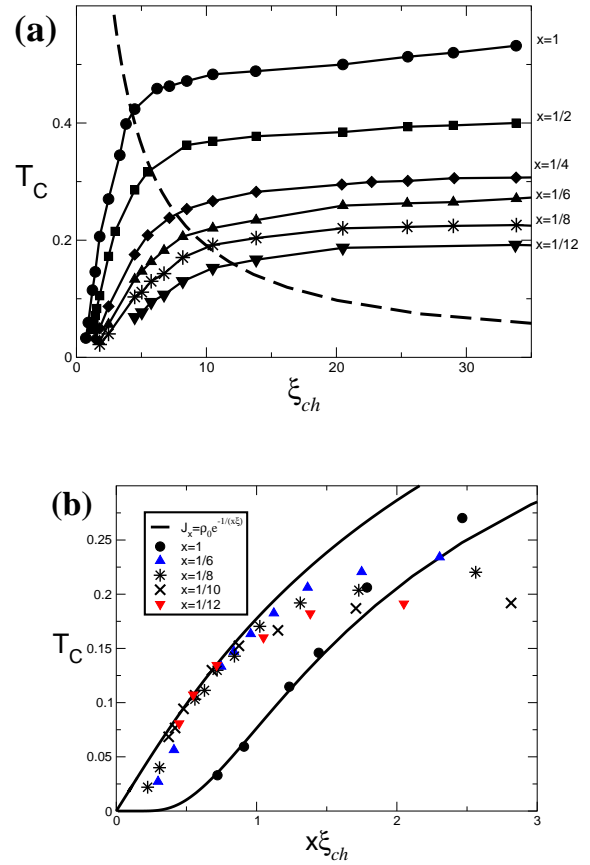 (a)
x=1
x=1/2
x=1/4
x=1/6
x=1/8
x=1/12
0.4
0.2
0
T_C
0 10 20 30
ξ_ch
(b)
J_x=ρ_0e^-1/(xξ)
x=1
x=1/6
x=1/8
x=1/10
x=1/12
0.25
0.2
0.15
0.1
0.05
0
T_C
0 1 2 3
xξ_ch